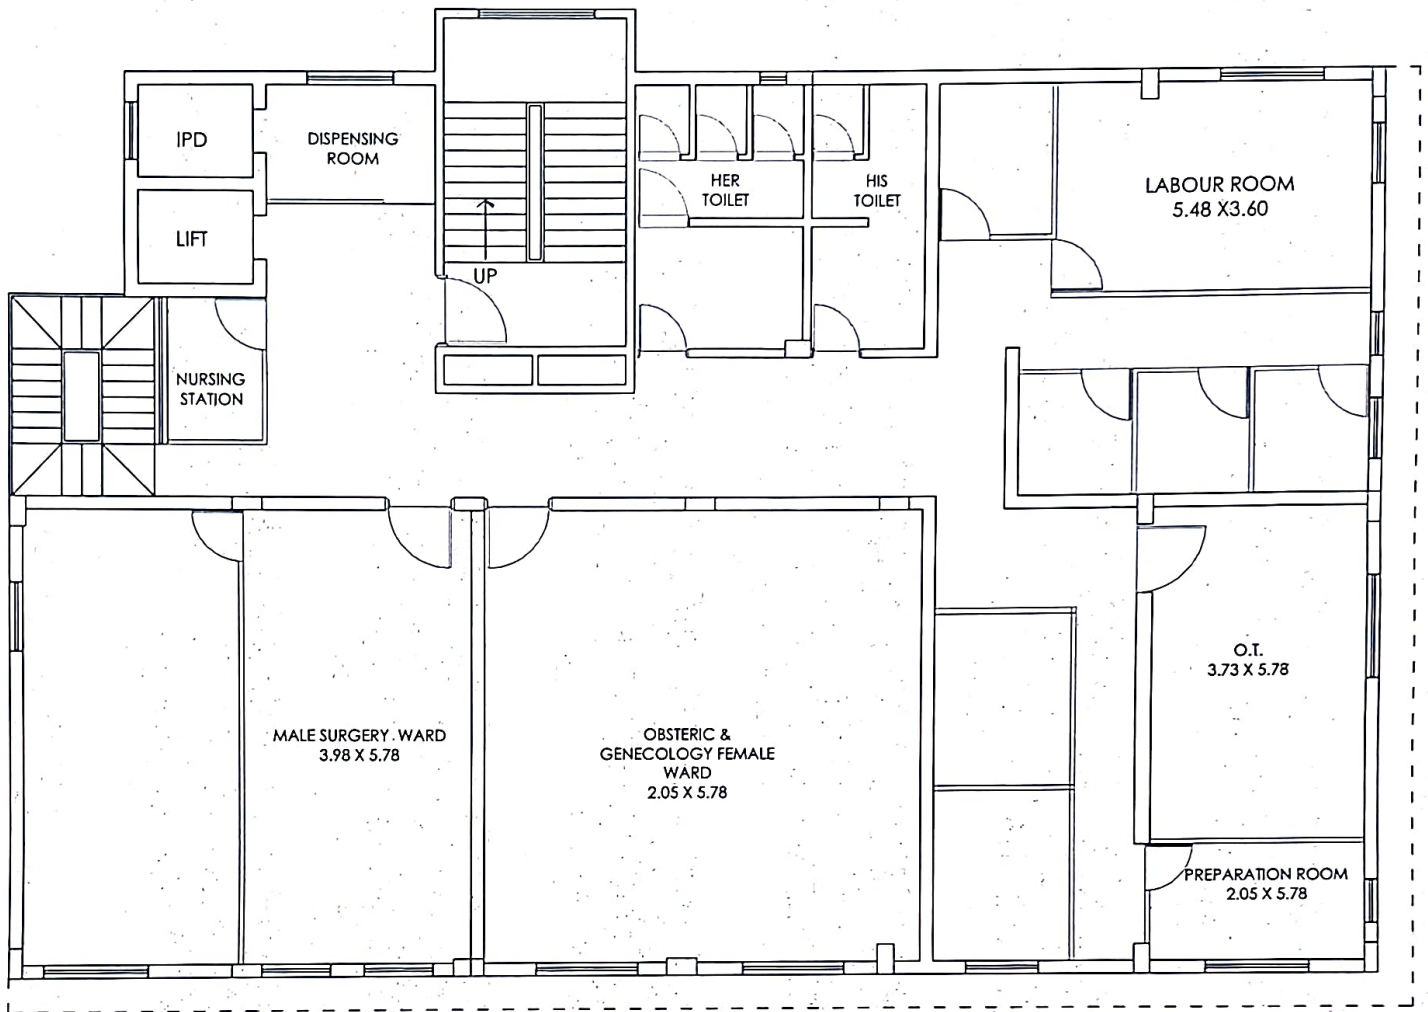 IPD
DISPENSING
ROOM
HER
TOILET
HIS
TOILET
LABOUR ROOM
5.48 X3.60
LIFT
UP
NURSING
STATION
O.T.
3.73 X 5.78
MALE SURGERY WARD
3.98 X 5.78
OBSTERIC &
GENECOLOGY FEMALE
WARD
2.05 X 5.78
PREPARATION ROOM
2.05 X 5.78